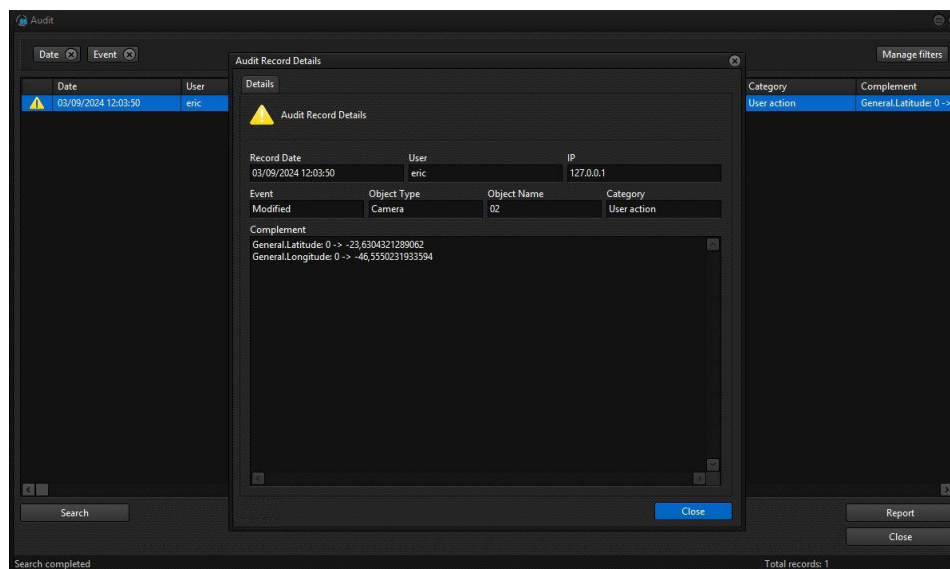 Audit
Date Event Manage filters
Date User Category Complement
03/09/2024 12:03:50 eric User action General.Latitude: 0 ->
Audit Record Details
Details
Audit Record Details
Record Date User IP
03/09/2024 12:03:50 eric 127.0.0.1
Event Object Type Object Name Category
Modified Camera 02 User action
Complement
General.Latitude: 0 -> -23,6304321289062
General.Longitude: 0 -> -46,5550231933594
Close
Search Report
Close
Search completed Total records: 1